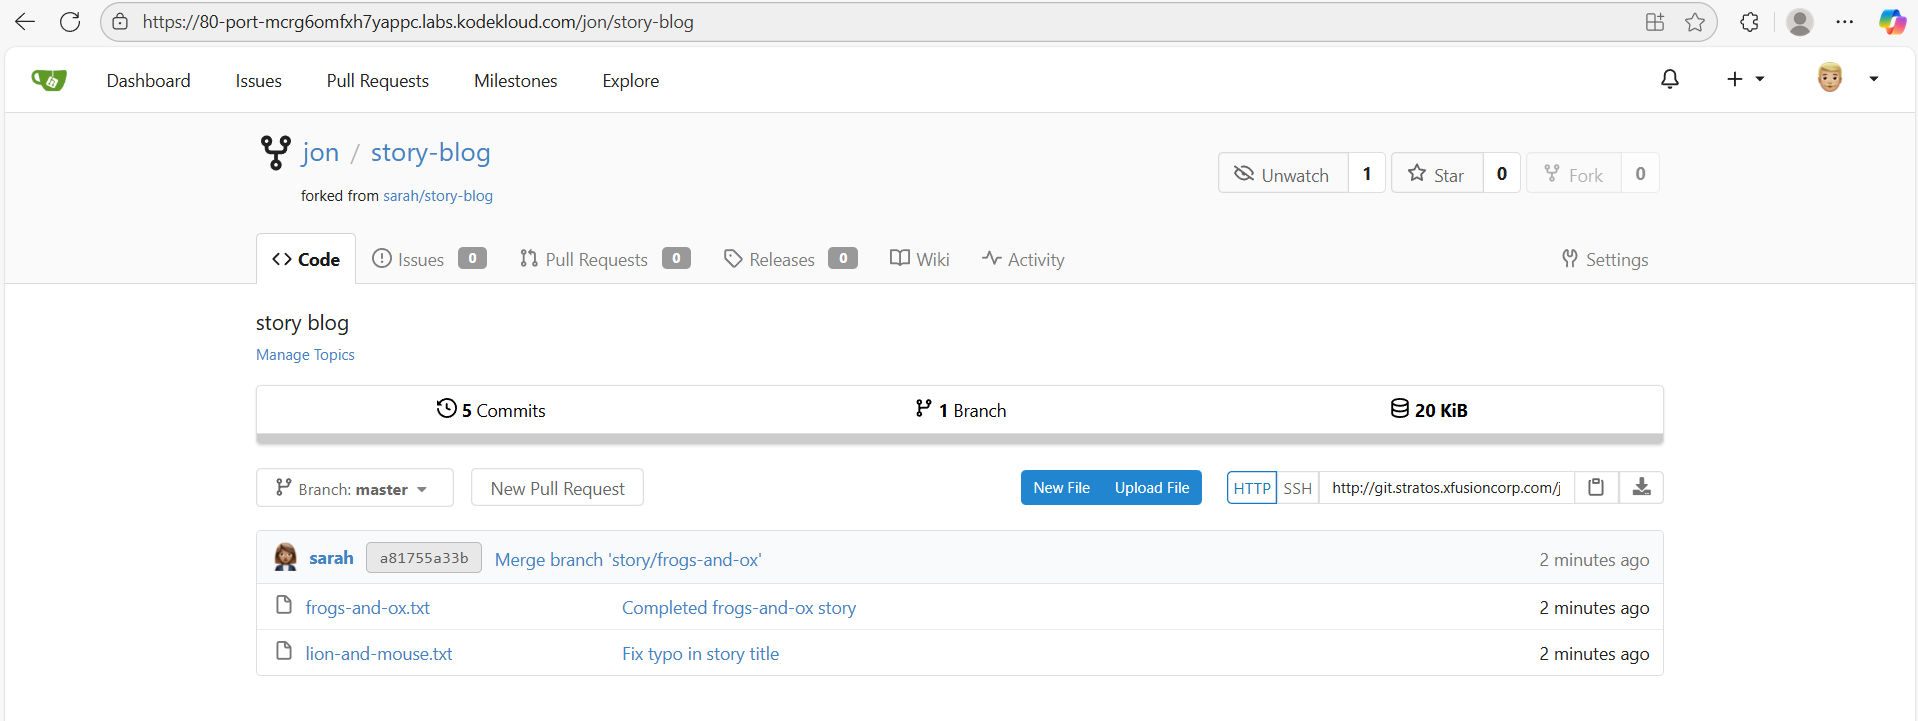 https://80-port-mcrg6omfxh7yappc.labs.kodekloud.com/jon/story-blog
Dashboard Issues Pull Requests Milestones Explore
jon / story-blog
forked from sarah/story-blog
Unwatch 1 Star 0 Fork 0
Code Issues 0 Pull Requests 0 Releases 0 Wiki Activity Settings
story blog
Manage Topics
5 Commits 1 Branch 20 KiB
Branch: master New Pull Request New File Upload File HTTP SSH http://git.stratos.xfusioncorp.com/j
sarah a81755a33b Merge branch 'story/frogs-and-ox' 2 minutes ago
frogs-and-ox.txt Completed frogs-and-ox story 2 minutes ago
lion-and-mouse.txt Fix typo in story title 2 minutes ago